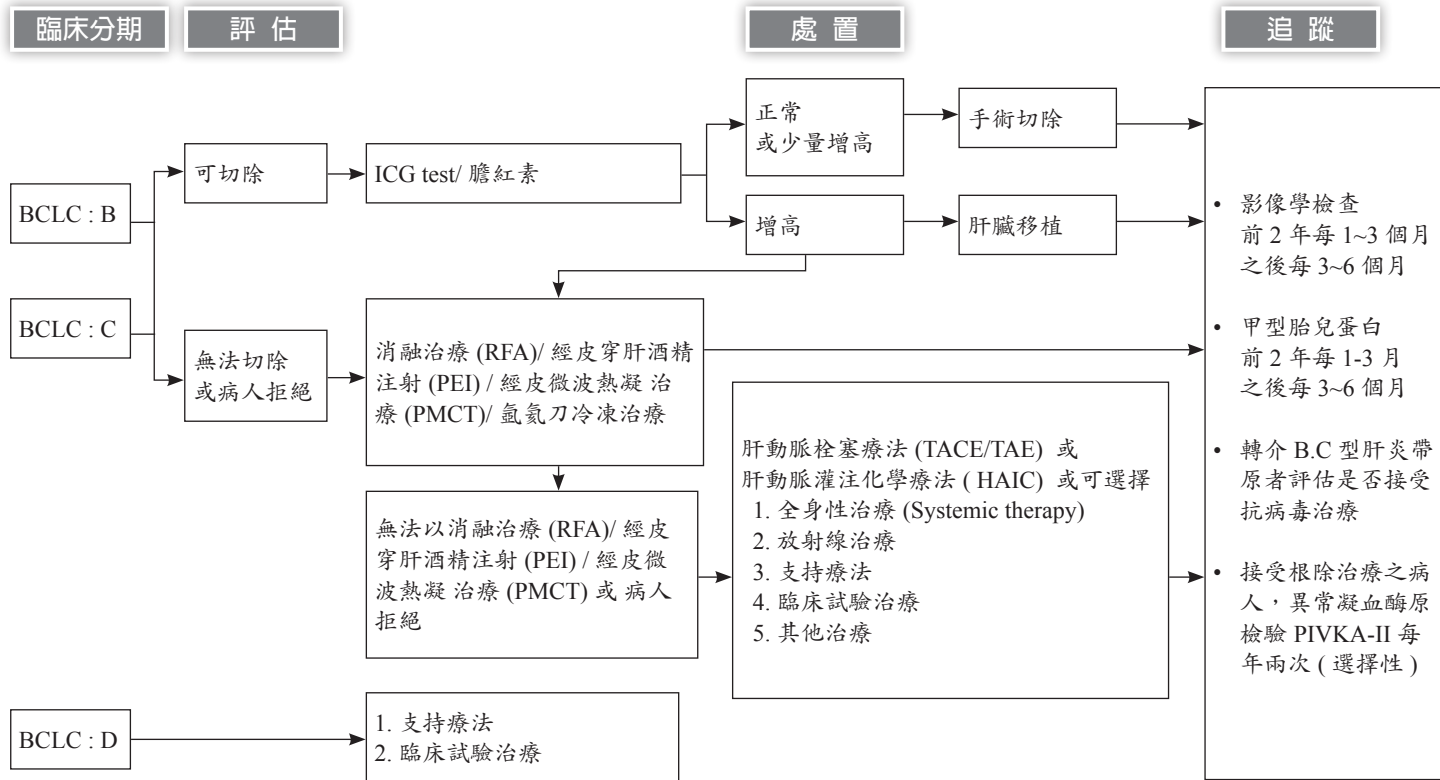 臨床分期
評 估
處 置
追 蹤
BCLC : B
BCLC : C
可切除
ICG test/ 膽紅素
正常
或少量增高
手術切除
增高
肝臟移植
無法切除
或病人拒絕
消融治療 (RFA)/ 經皮穿肝酒精
注射 (PEI) / 經皮微波熱凝 治
療 (PMCT)/ 氬氦刀冷凍治療
無法以消融治療 (RFA)/ 經皮
穿肝酒精注射 (PEI) / 經皮微
波熱凝 治療 (PMCT) 或 病人
拒絕
肝動脈栓塞療法 (TACE/TAE) 或
肝動脈灌注化學療法 ( HAIC) 或可選擇
1. 全身性治療 (Systemic therapy)
2. 放射線治療
3. 支持療法
4. 臨床試驗治療
5. 其他治療
BCLC : D
1. 支持療法
2. 臨床試驗治療
• 影像學檢查
前 2 年每 1~3 個月
之後每 3~6 個月
• 甲型胎兒蛋白
前 2 年每 1-3 月
之後每 3~6 個月
• 轉介 B.C 型肝炎帶
原者評估是否接受
抗病毒治療
• 接受根除治療之病
人，異常凝血酶原
檢驗 PIVKA-II 每
年兩次 ( 選擇性 )